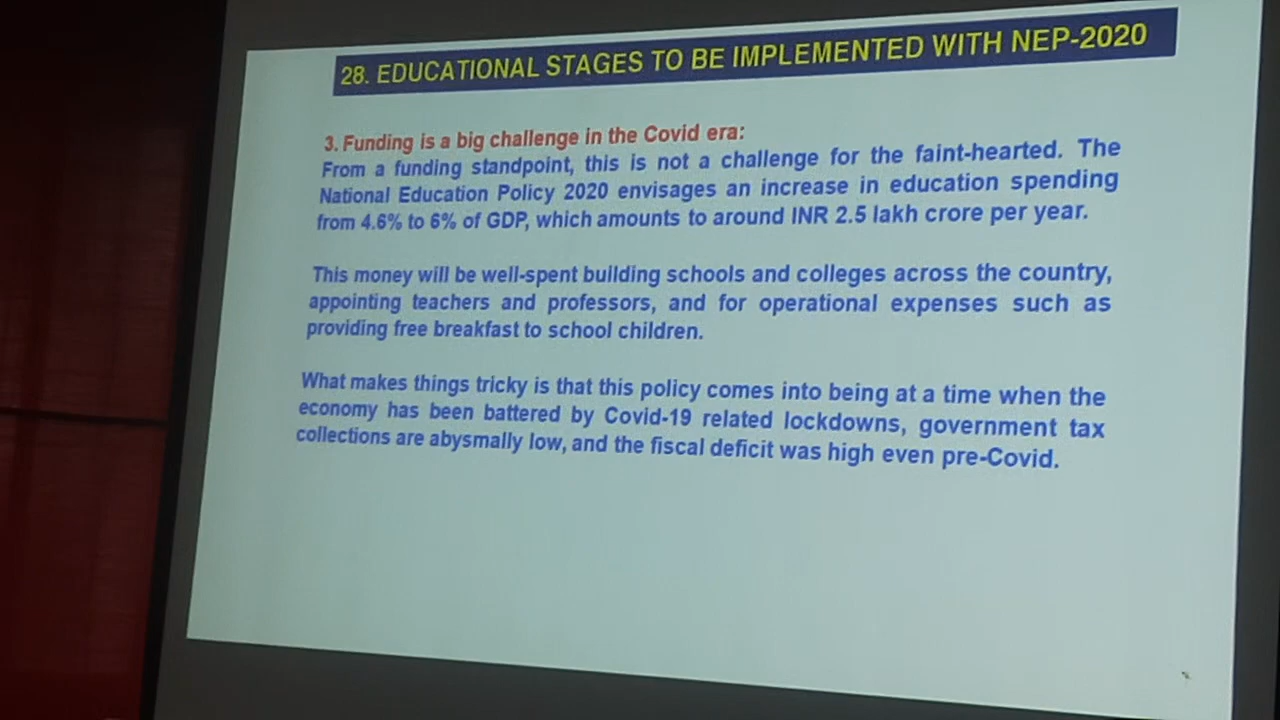 28. EDUCATIONAL STAGES TO BE IMPLEMENTED WITH NEP-2020
3. Funding is a big challenge in the Covid era:
From a funding standpoint, this is not a challenge for the faint-hearted. The
National Education Policy 2020 envisages an increase in education spending
from 4.6% to 6% of GDP, which amounts to around INR 2.5 lakh crore per year.
This money will be well-spent building schools and colleges across the country,
appointing teachers and professors, and for operational expenses such as
providing free breakfast to school children.
What makes things tricky is that this policy comes into being at a time when the
economy has been battered by Covid-19 related lockdowns, government tax
collections are abysmally low, and the fiscal deficit was high even pre-Covid.